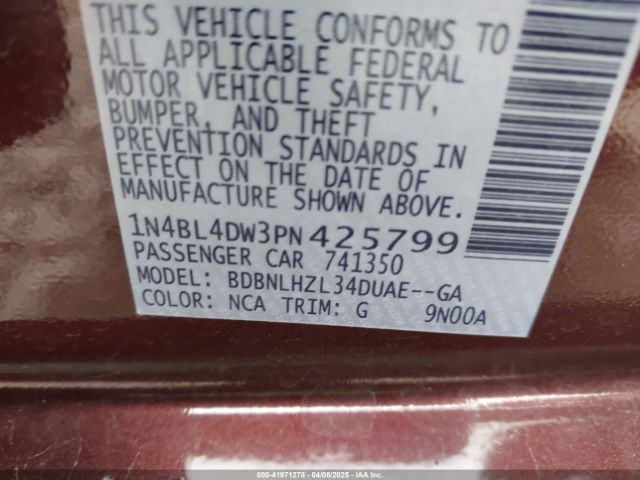 THIS VEHICLE CONFORMS TO
ALL APPLICABLE FEDERAL
MOTOR VEHICLE SAFETY,
BUMPER, AND THEFT
PREVENTION STANDARDS IN
EFFECT ON THE DATE OF
MANUFACTURE SHOWN ABOVE.
1N4BL4DW3PN425799
PASSENGER CAR 741350
MODEL: BDBNLHZL34DUAE--GA
COLOR: NCA TRIM: G 9N00A
000-41971278 - 04/08/2025 - IAA Inc.